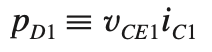 p_{D1} ≡ v_{CE1} i_{C1}